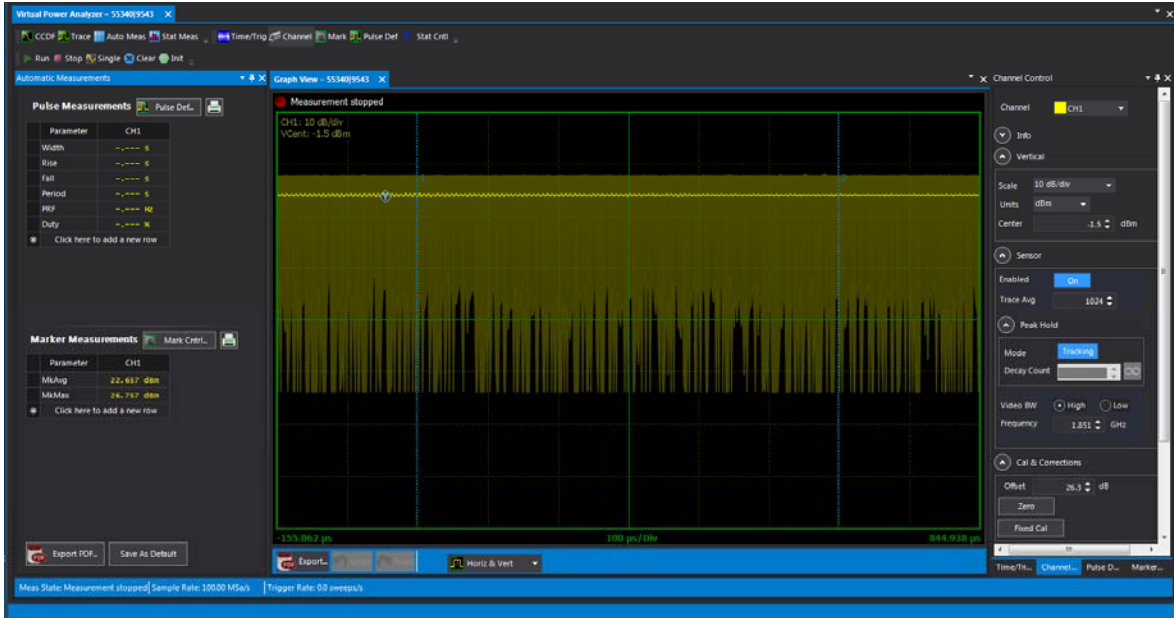 Virtual Power Analyzer – 55340|9543
CCDF Trace Auto Meas Stat Meas Time/Trig Channel Mark Pulse Def Stat Cntl
Run Stop Single Clear Init
Automatic Measurements
Pulse Measurements Pulse Def...
Parameter CH1
Width -.--- s
Rise -.--- s
Fall -.--- s
Period -.--- s
PRF -.--- Hz
Duty -.--- %
Click here to add a new row
Marker Measurements Mark Cntrl...
Parameter CH1
MkAvg 22.657 dBm
MkMax 26.757 dBm
Click here to add a new row
Export PDF... Save As Default
Graph View – 55340|9543
Measurement stopped
CH1: 10 dB/div
VCent: -1.5 dBm
1
2
-155.062 µs 100 µs/Div 844.938 µs
Export... Horiz & Vert
Channel Control
Channel CH1
Info
Vertical
Scale 10 dB/div
Units dBm
Center -1.5 dBm
Sensor
Enabled On
Trace Avg 1024
Peak Hold
Mode Tracking
Decay Count
Video BW High Low
Frequency 1.851 GHz
Cal & Corrections
Offset 26.3 dB
Zero
Fixed Cal
Time/Tri... Channel... Pulse D... Marker...
Meas State: Measurement stopped Sample Rate: 100.00 MSa/s Trigger Rate: 0.0 sweeps/s